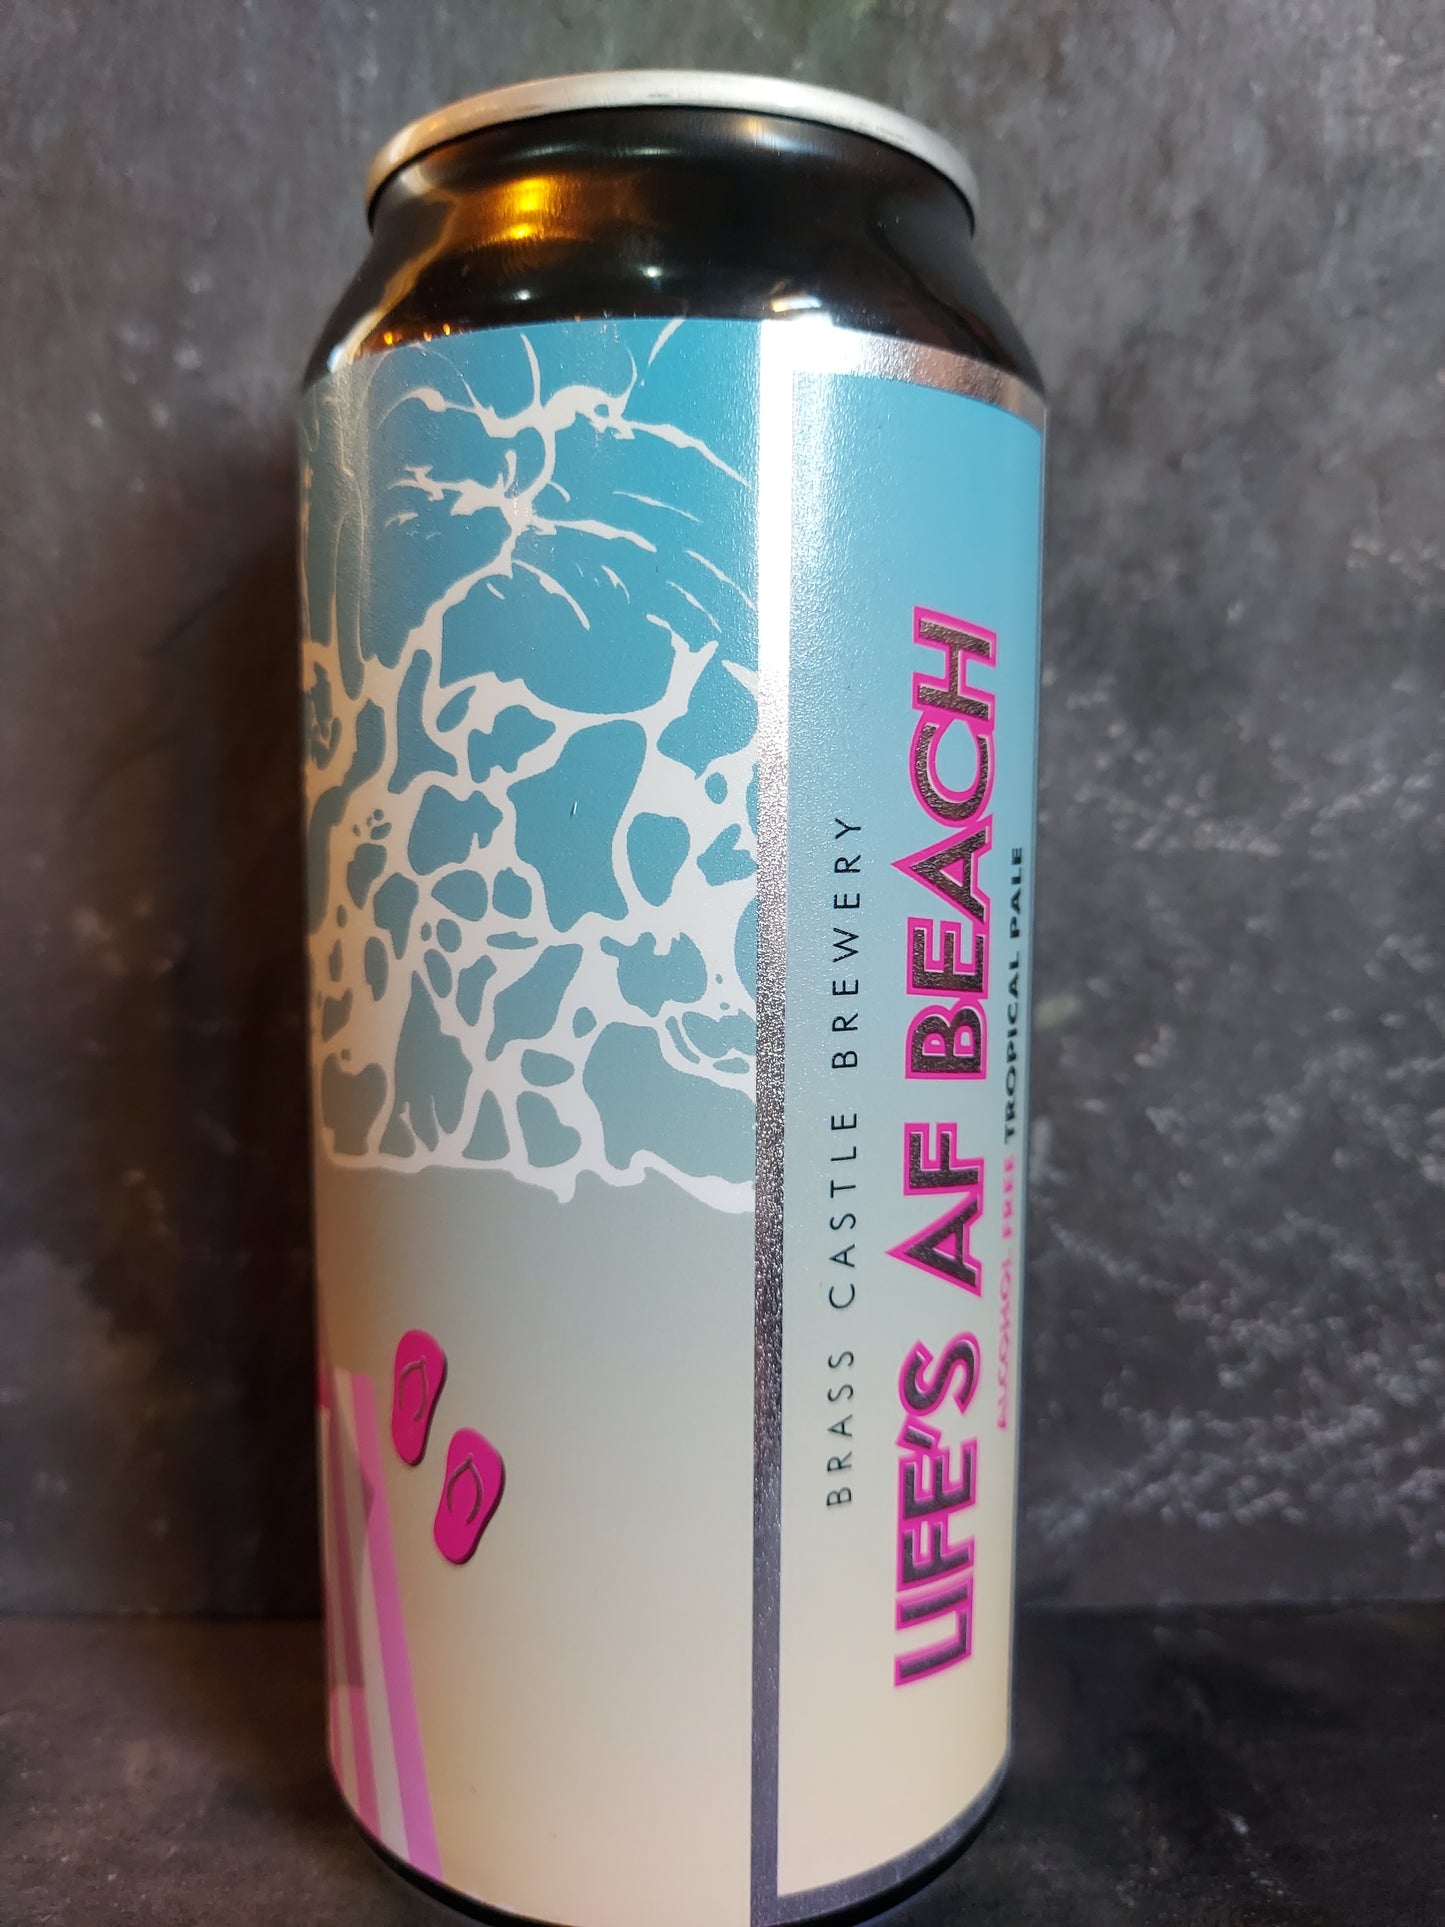 BRASS CASTLE BREWERY
LIFE'S AF BEACH
ALCOHOL FREE TROPICAL PALE